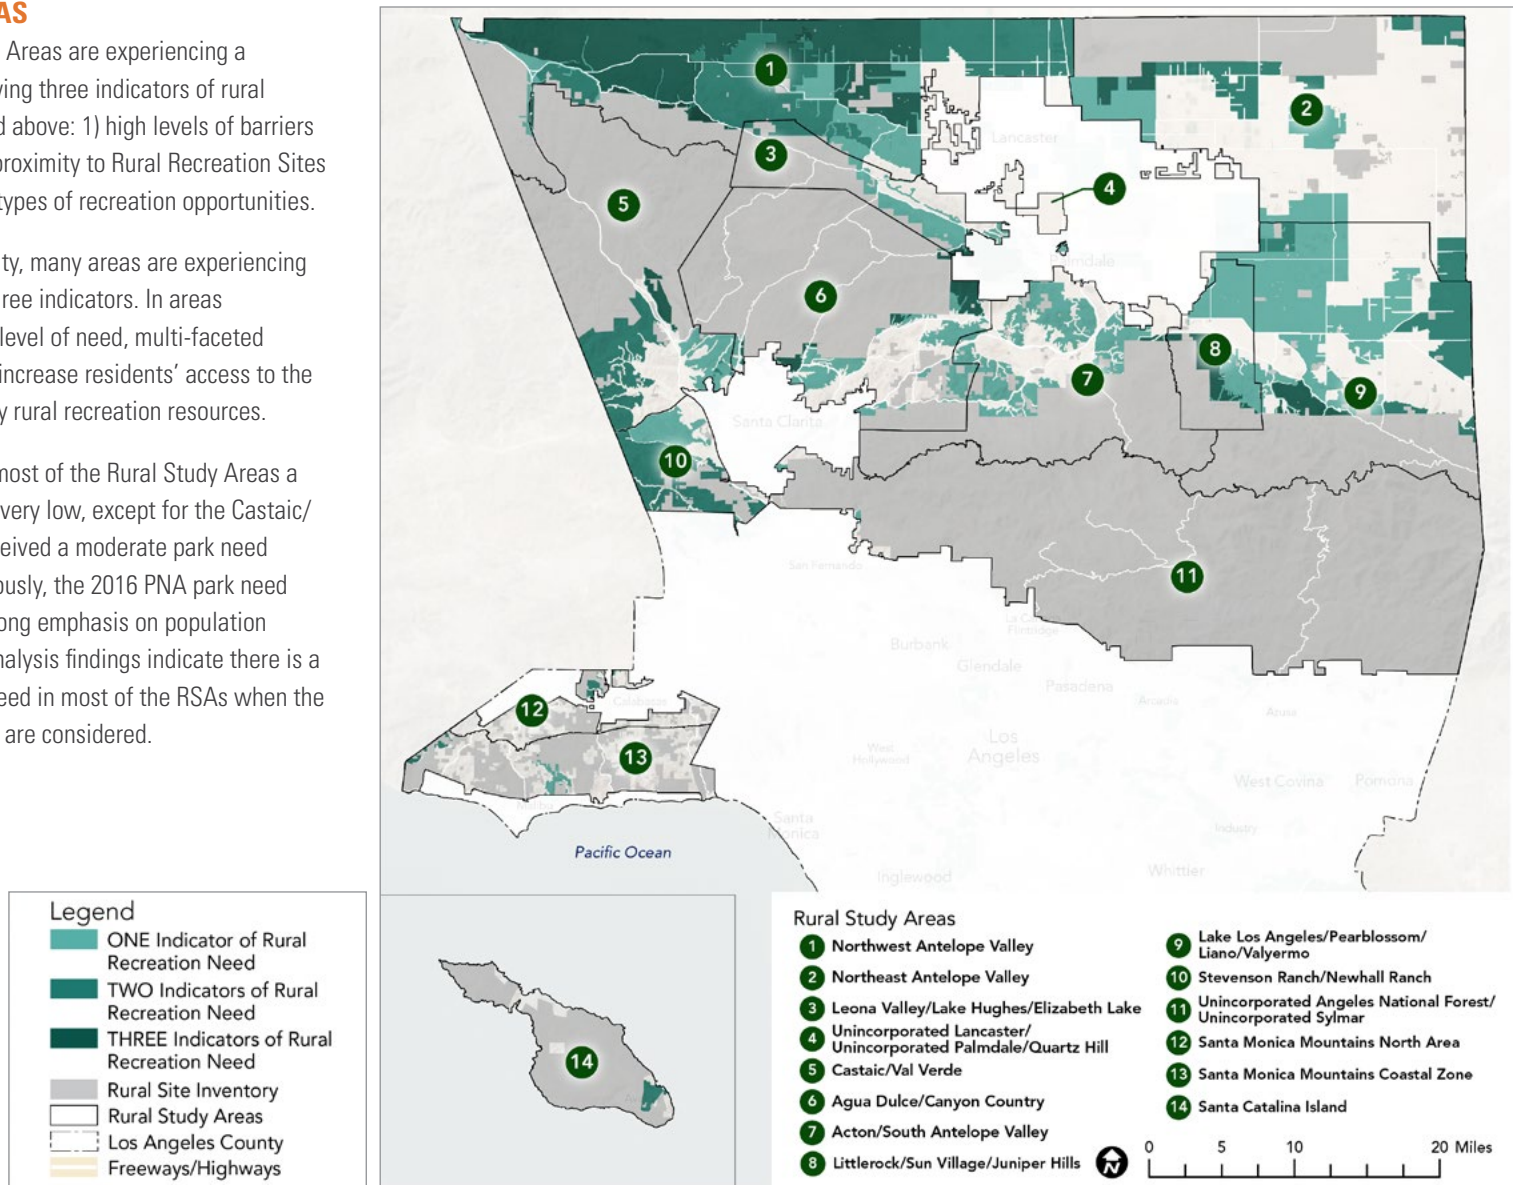 AS
Areas are experiencing a
ving three indicators of rural
d above: 1) high levels of barriers
proximity to Rural Recreation Sites
types of recreation opportunities.
ty, many areas are experiencing
hree indicators. In areas
level of need, multi-faceted
increase residents’ access to the
y rural recreation resources.
most of the Rural Study Areas a
very low, except for the Castaic/
ceived a moderate park need
ously, the 2016 PNA park need
ong emphasis on population
nalysis findings indicate there is a
eed in most of the RSAs when the
are considered.
1
2
3
Lancaster
4
5
Palmdale
6
8
7
9
Santa Clarita
10
San Fernando
11
La Cañada
Flintridge
Burbank
Glendale
Pasadena
Arcadia
Azusa
12
Calabasas
13
Los
Angeles
West
Hollywood
West Covina
Pomona
Malibu
Santa
Monica
Industry
Pacific Ocean
Inglewood
Whittier
14
Legend
ONE Indicator of Rural
Recreation Need
TWO Indicators of Rural
Recreation Need
THREE Indicators of Rural
Recreation Need
Rural Site Inventory
Rural Study Areas
Los Angeles County
Freeways/Highways
Rural Study Areas
1 Northwest Antelope Valley
2 Northeast Antelope Valley
3 Leona Valley/Lake Hughes/Elizabeth Lake
4 Unincorporated Lancaster/
Unincorporated Palmdale/Quartz Hill
5 Castaic/Val Verde
6 Agua Dulce/Canyon Country
7 Acton/South Antelope Valley
8 Littlerock/Sun Village/Juniper Hills
9 Lake Los Angeles/Pearblossom/
Liano/Valyermo
10 Stevenson Ranch/Newhall Ranch
11 Unincorporated Angeles National Forest/
Unincorporated Sylmar
12 Santa Monica Mountains North Area
13 Santa Monica Mountains Coastal Zone
14 Santa Catalina Island
N
0 5 10 20 Miles